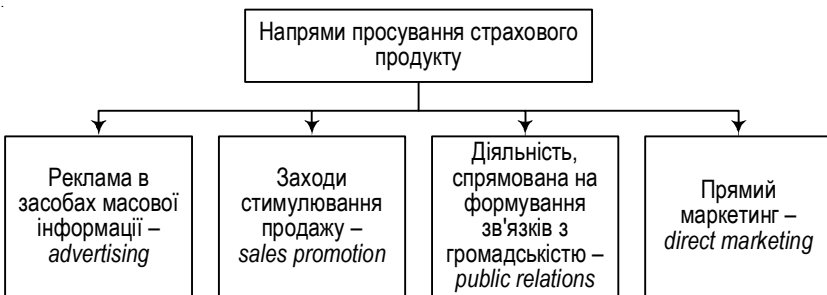 Напрями просування страхового
продукту
Реклама в
засобах масової
інформації –
advertising
Заходи
стимулювання
продажу –
sales promotion
Діяльність,
спрямована на
формування
зв'язків з
громадськістю –
public relations
Прямий
маркетинг –
direct marketing